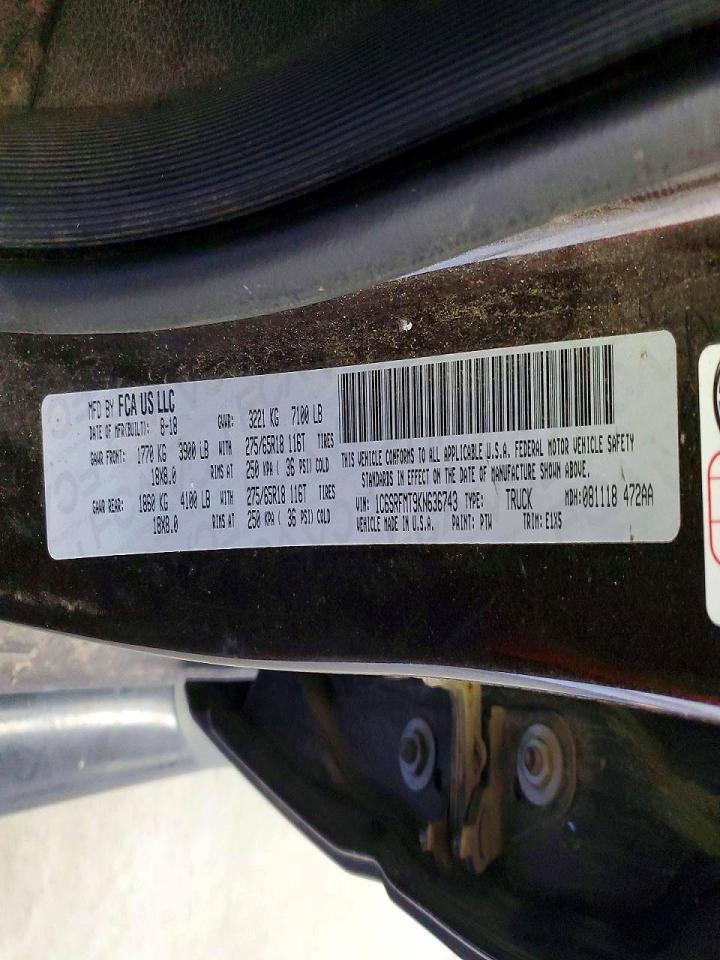 MFD BY FCA US LLC
DATE OF MFR(BUILT): 8-18 GVWR: 3221 KG 7100 LB
GAWR FRONT: 1770 KG 3900 LB WITH 275/65R18 116T TIRES
18X8.0 RIMS AT 250 KPA ( 36 PSI) COLD
GAWR REAR: 1860 KG 4100 LB WITH 275/65R18 116T TIRES
18X8.0 RIMS AT 250 KPA ( 36 PSI) COLD
THIS VEHICLE CONFORMS TO ALL APPLICABLE U.S.A. FEDERAL MOTOR VEHICLE SAFETY
STANDARDS IN EFFECT ON THE DATE OF MANUFACTURE SHOWN ABOVE.
VIN: 1C6SRFMT9KN636743 TYPE: TRUCK MDH: 081118 472AA
VEHICLE MADE IN U.S.A. PAINT: PTW TRIM: E1X5